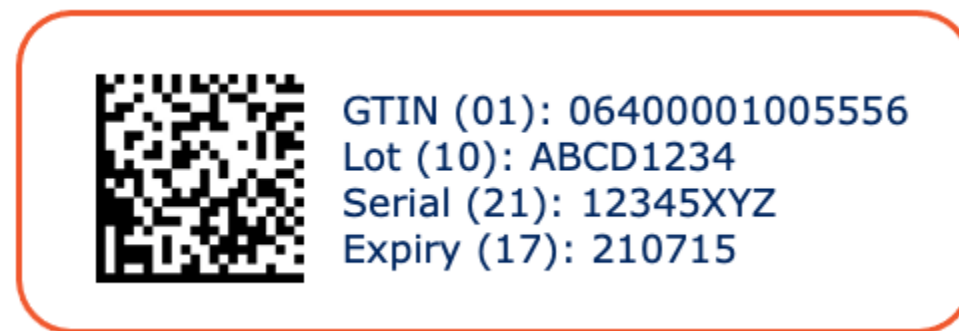 GTIN (01): 06400001005556
Lot (10): ABCD1234
Serial (21): 12345XYZ
Expiry (17): 210715